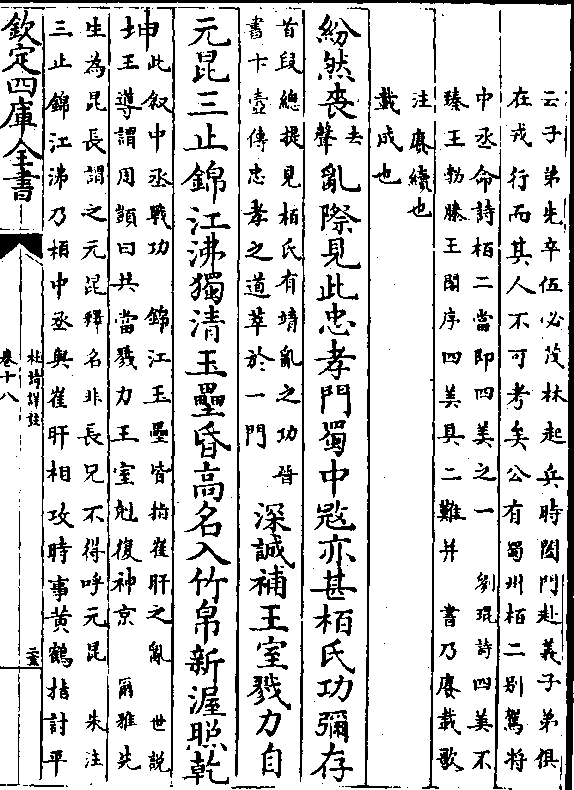 云子弟先卒伍必茂林起兵時闔門赴義子弟俱
在戎行而其人不可考矣公有蜀州柏二别駕將
中丞命詩柏二當即四美之一　劉琨詩四美不
臻王勃滕王閣序四美具二難并　書乃賡載歌
注賡續也
載成也
紛然喪去聲亂際見此忠孝門蜀中寇亦甚柏氏功彌存
首段總提見柏氏有靖亂之功　晉
書卞壺傳忠孝之道萃於一門
深誠補王室戮力自
元昆三止錦江沸獨清玉壘昏高名入竹帛新渥照乾
坤此叙中丞戰功　錦江玉壘皆指崔旰之亂　世說
王導謂周顗曰共當戮力王室尅復神京　爾雅先
生為昆長謂之元昆釋名非長兄不得呼元昆　朱注
三止錦江沸乃柏中丞與崔旰相攻時事黄鶴指討平
欽定四庫全書
杜詩詳註
卷十八